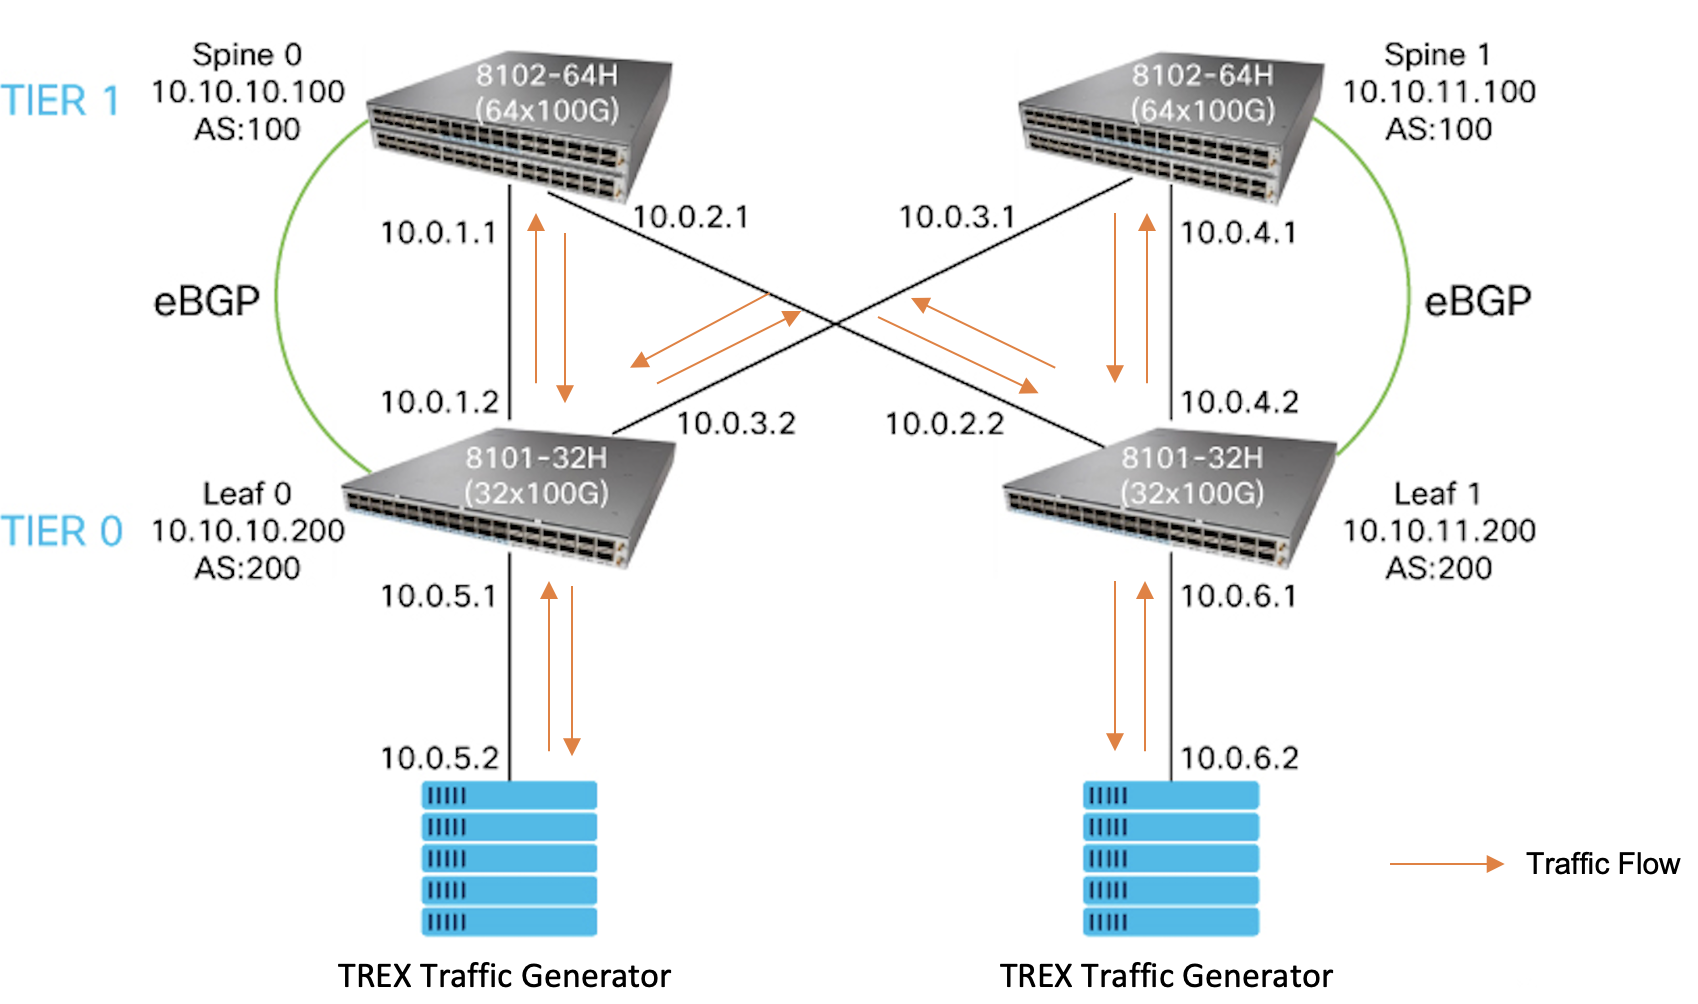 TIER 1
Spine 0
10.10.10.100
AS:100
8102-64H
(64x100G)
8102-64H
(64x100G)
Spine 1
10.10.11.100
AS:100
10.0.1.1
10.0.2.1
10.0.3.1
10.0.4.1
eBGP
eBGP
10.0.1.2
10.0.3.2
10.0.2.2
10.0.4.2
TIER 0
Leaf 0
10.10.10.200
AS:200
8101-32H
(32x100G)
8101-32H
(32x100G)
Leaf 1
10.10.11.200
AS:200
10.0.5.1
10.0.6.1
10.0.5.2
10.0.6.2
Traffic Flow
TREX Traffic Generator
TREX Traffic Generator